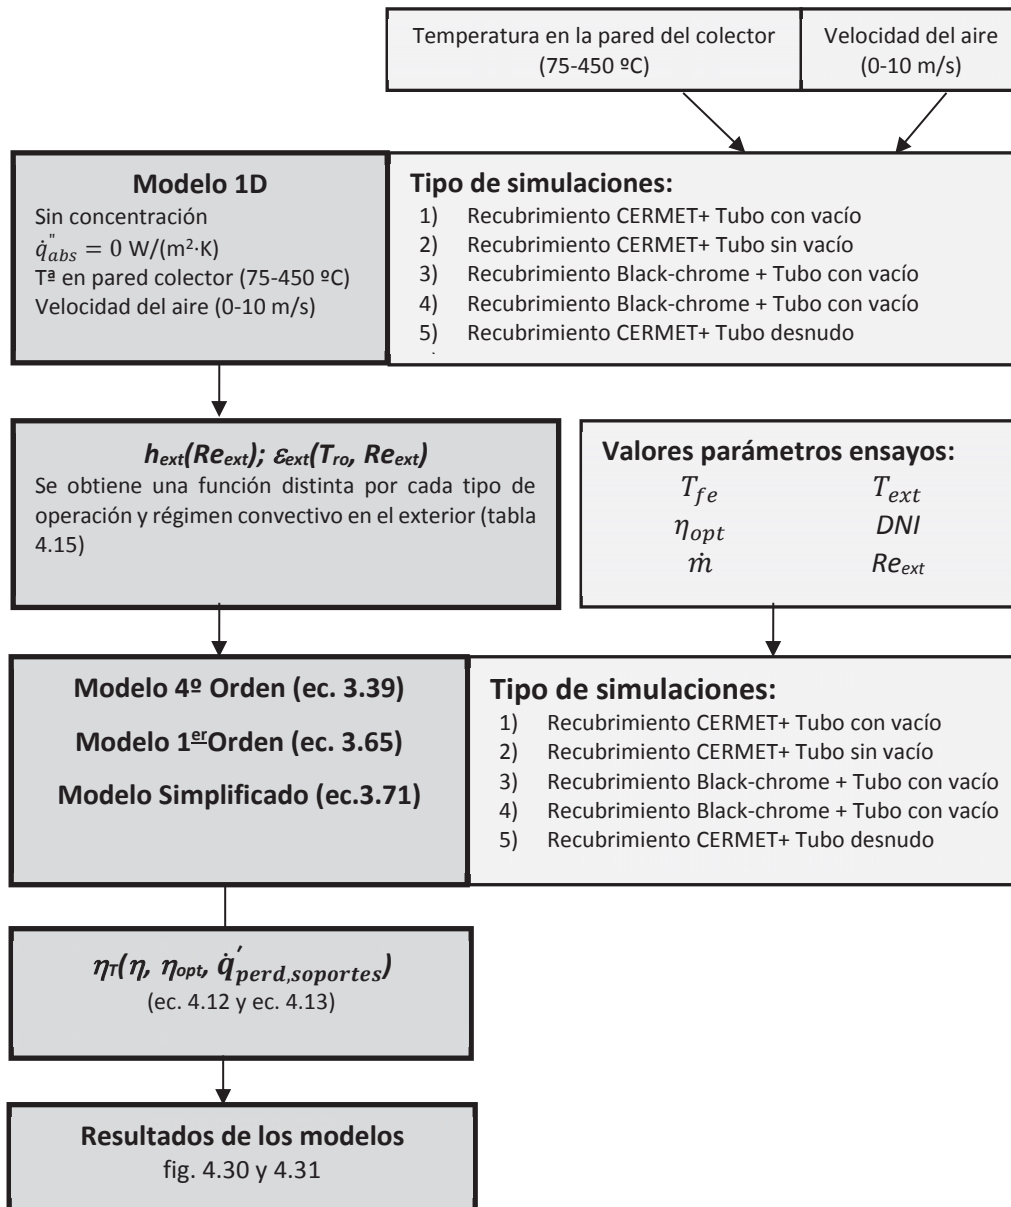 Temperatura en la pared del colector
(75-450 ºC)
Velocidad del aire
(0-10 m/s)
Modelo 1D
Sin concentración
q̇"abs = 0 W/(m²·K)
Tª en pared colector (75-450 ºC)
Velocidad del aire (0-10 m/s)
Tipo de simulaciones:
1) Recubrimiento CERMET+ Tubo con vacío
2) Recubrimiento CERMET+ Tubo sin vacío
3) Recubrimiento Black-chrome + Tubo con vacío
4) Recubrimiento Black-chrome + Tubo con vacío
5) Recubrimiento CERMET+ Tubo desnudo
hext(Reext); εext(Tro, Reext)
Se obtiene una función distinta por cada tipo de
operación y régimen convectivo en el exterior (tabla
4.15)
Valores parámetros ensayos:
Tfe Text
ηopt DNI
ṁ Reext
Modelo 4º Orden (ec. 3.39)
Modelo 1erOrden (ec. 3.65)
Modelo Simplificado (ec.3.71)
Tipo de simulaciones:
1) Recubrimiento CERMET+ Tubo con vacío
2) Recubrimiento CERMET+ Tubo sin vacío
3) Recubrimiento Black-chrome + Tubo con vacío
4) Recubrimiento Black-chrome + Tubo con vacío
5) Recubrimiento CERMET+ Tubo desnudo
ηT(η, ηopt, q̇'perd,soportes)
(ec. 4.12 y ec. 4.13)
Resultados de los modelos
fig. 4.30 y 4.31